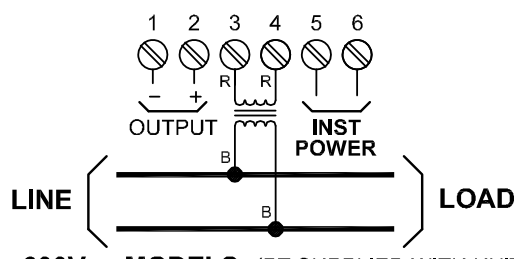 1 2 3 4 5 6
R R
− +
OUTPUT
INST
POWER
B
LINE
LOAD
B
MODELS